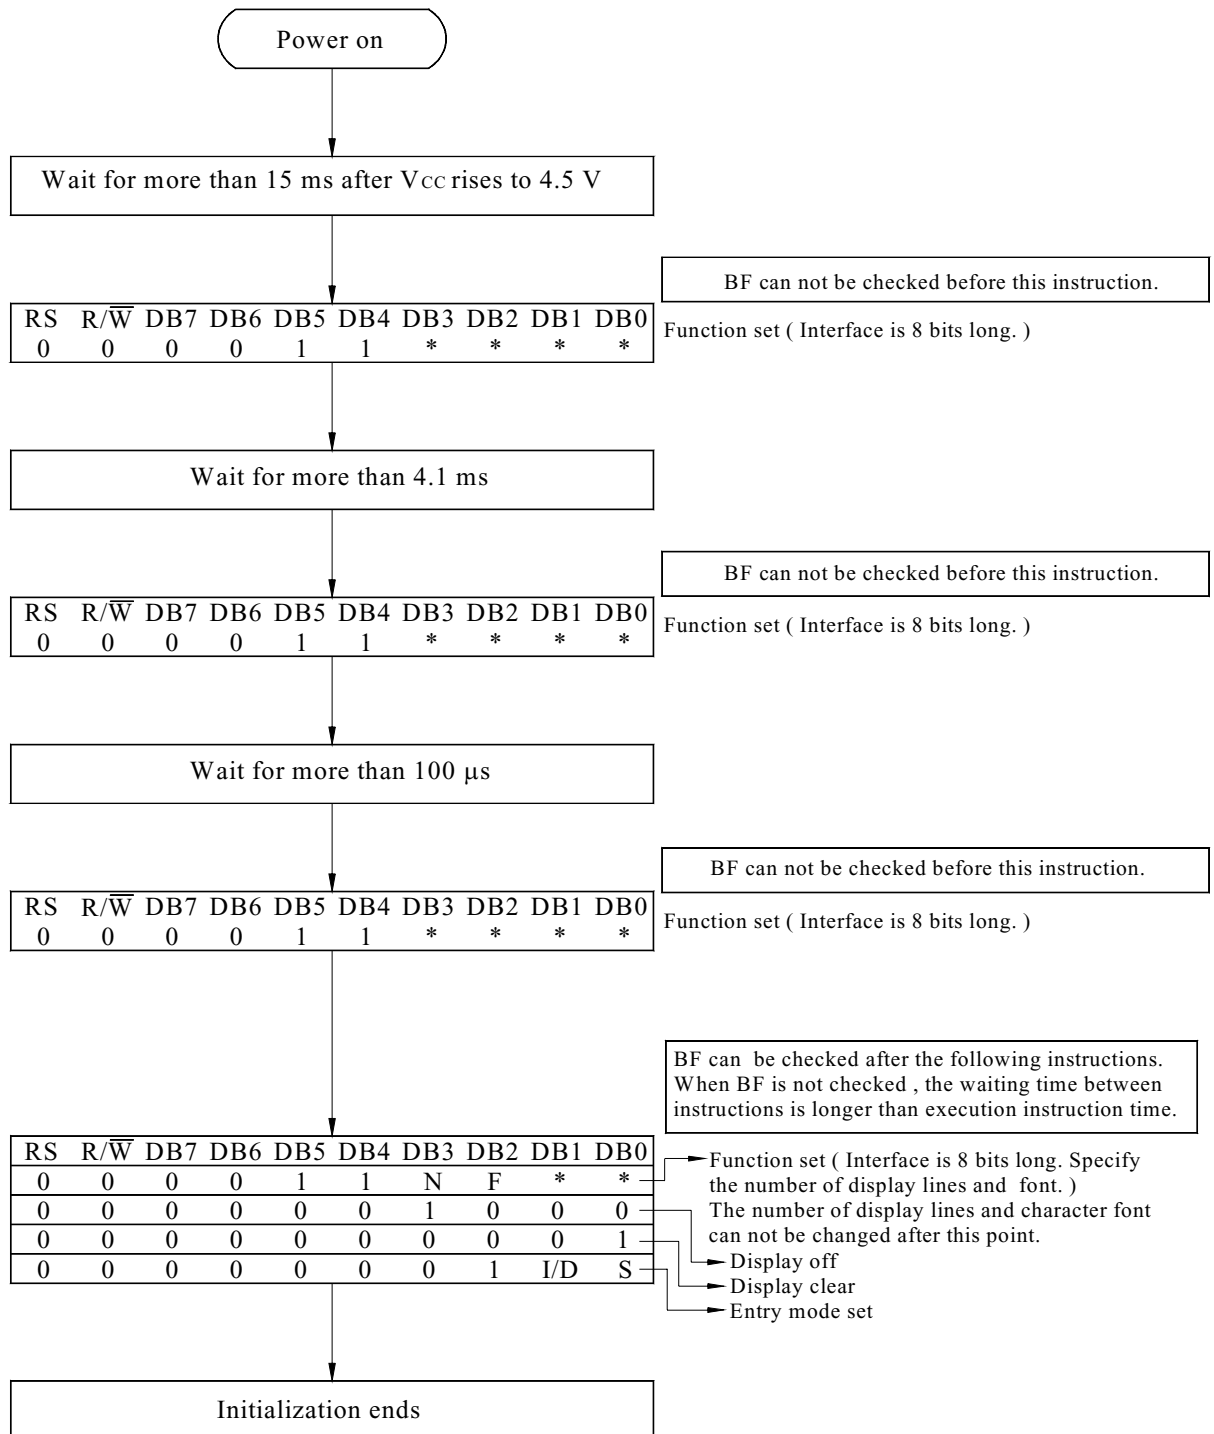 Power on
Wait for more than 15 ms after VCC rises to 4.5 V
BF can not be checked before this instruction.
RS R/W̅ DB7 DB6 DB5 DB4 DB3 DB2 DB1 DB0
0 0 0 0 1 1 * * * *
Function set ( Interface is 8 bits long. )
Wait for more than 4.1 ms
BF can not be checked before this instruction.
RS R/W̅ DB7 DB6 DB5 DB4 DB3 DB2 DB1 DB0
0 0 0 0 1 1 * * * *
Function set ( Interface is 8 bits long. )
Wait for more than 100 µs
BF can not be checked before this instruction.
RS R/W̅ DB7 DB6 DB5 DB4 DB3 DB2 DB1 DB0
0 0 0 0 1 1 * * * *
Function set ( Interface is 8 bits long. )
BF can be checked after the following instructions.
When BF is not checked , the waiting time between
instructions is longer than execution instruction time.
RS R/W̅ DB7 DB6 DB5 DB4 DB3 DB2 DB1 DB0
0 0 0 0 1 1 N F * *
0 0 0 0 0 0 1 0 0 0
0 0 0 0 0 0 0 0 0 1
0 0 0 0 0 0 0 1 I/D S
Function set ( Interface is 8 bits long. Specify
the number of display lines and font. )
The number of display lines and character font
can not be changed after this point.
Display off
Display clear
Entry mode set
Initialization ends